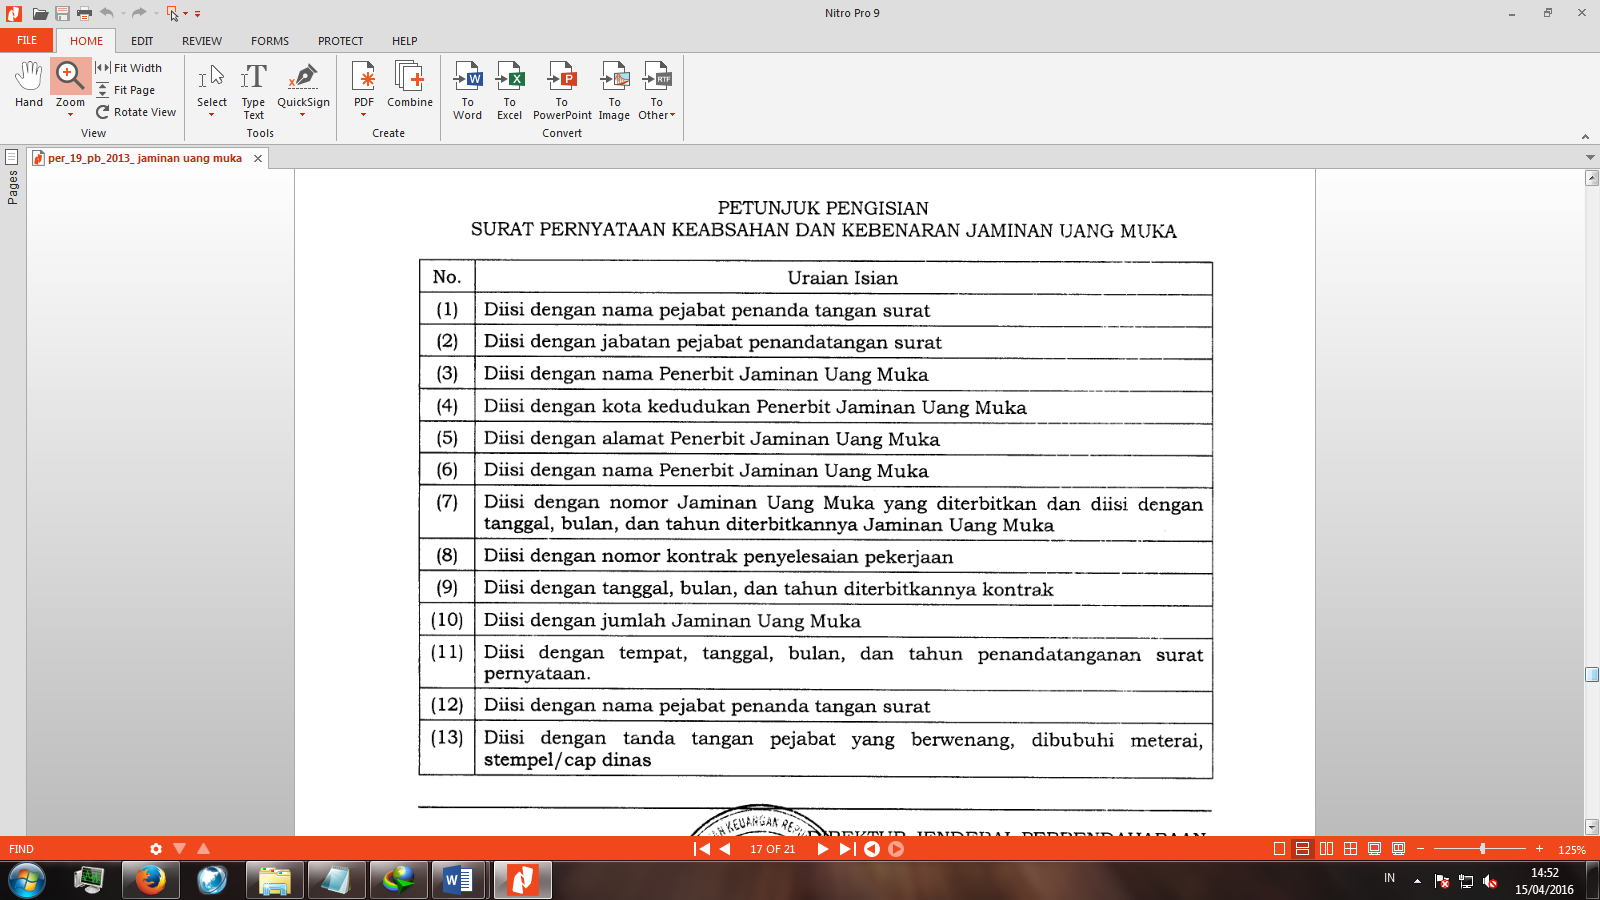 Nitro Pro 9
FILE HOME EDIT REVIEW FORMS PROTECT HELP
Hand
Zoom
Fit Width
Fit Page
Rotate View
View
Select
Type Text
QuickSign
Tools
PDF
Combine
Create
To Word
To Excel
To PowerPoint
To Image
To Other
Convert
per_19_pb_2013_ jaminan uang muka
Pages
PETUNJUK PENGISIAN
SURAT PERNYATAAN KEABSAHAN DAN KEBENARAN JAMINAN UANG MUKA
No. Uraian Isian
(1) Diisi dengan nama pejabat penanda tangan surat
(2) Diisi dengan jabatan pejabat penandatangan surat
(3) Diisi dengan nama Penerbit Jaminan Uang Muka
(4) Diisi dengan kota kedudukan Penerbit Jaminan Uang Muka
(5) Diisi dengan alamat Penerbit Jaminan Uang Muka
(6) Diisi dengan nama Penerbit Jaminan Uang Muka
(7) Diisi dengan nomor Jaminan Uang Muka yang diterbitkan dan diisi dengan
tanggal, bulan, dan tahun diterbitkannya Jaminan Uang Muka
(8) Diisi dengan nomor kontrak penyelesaian pekerjaan
(9) Diisi dengan tanggal, bulan, dan tahun diterbitkannya kontrak
(10) Diisi dengan jumlah Jaminan Uang Muka
(11) Diisi dengan tempat, tanggal, bulan, dan tahun penandatanganan surat
pernyataan.
(12) Diisi dengan nama pejabat penanda tangan surat
(13) Diisi dengan tanda tangan pejabat yang berwenang, dibubuhi meterai,
stempel/cap dinas
KEUANGAN
DIREKTUR JENDERAL PERBENDAHARAAN
FIND
17 OF 21
125%
IN
14:52
15/04/2016